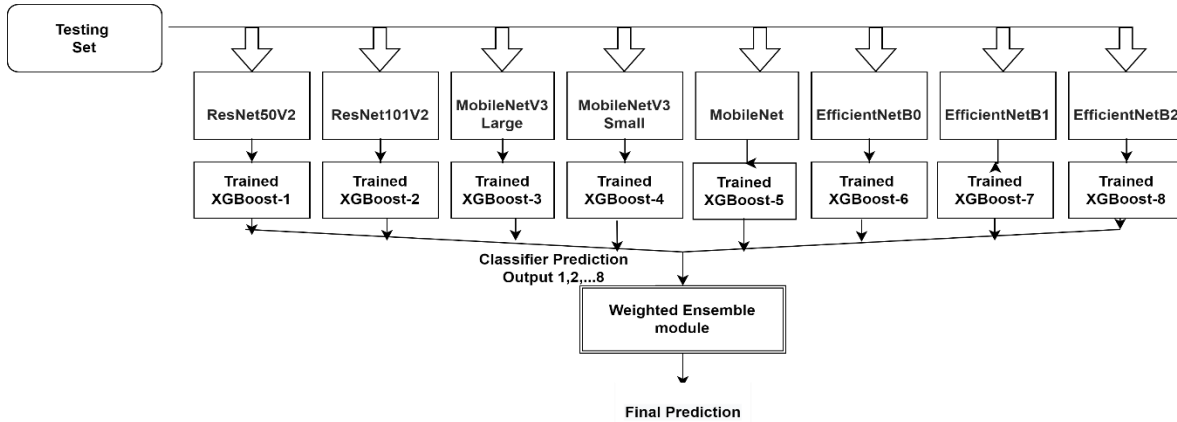 Testing
Set
ResNet50V2
ResNet101V2
MobileNetV3
Large
MobileNetV3
Small
MobileNet
EfficientNetB0
EfficientNetB1
EfficientNetB2
Trained
XGBoost-1
Trained
XGBoost-2
Trained
XGBoost-3
Trained
XGBoost-4
Trained
XGBoost-5
Trained
XGBoost-6
Trained
XGBoost-7
Trained
XGBoost-8
Classifier Prediction
Output 1,2,...8
Weighted Ensemble
module
Final Prediction